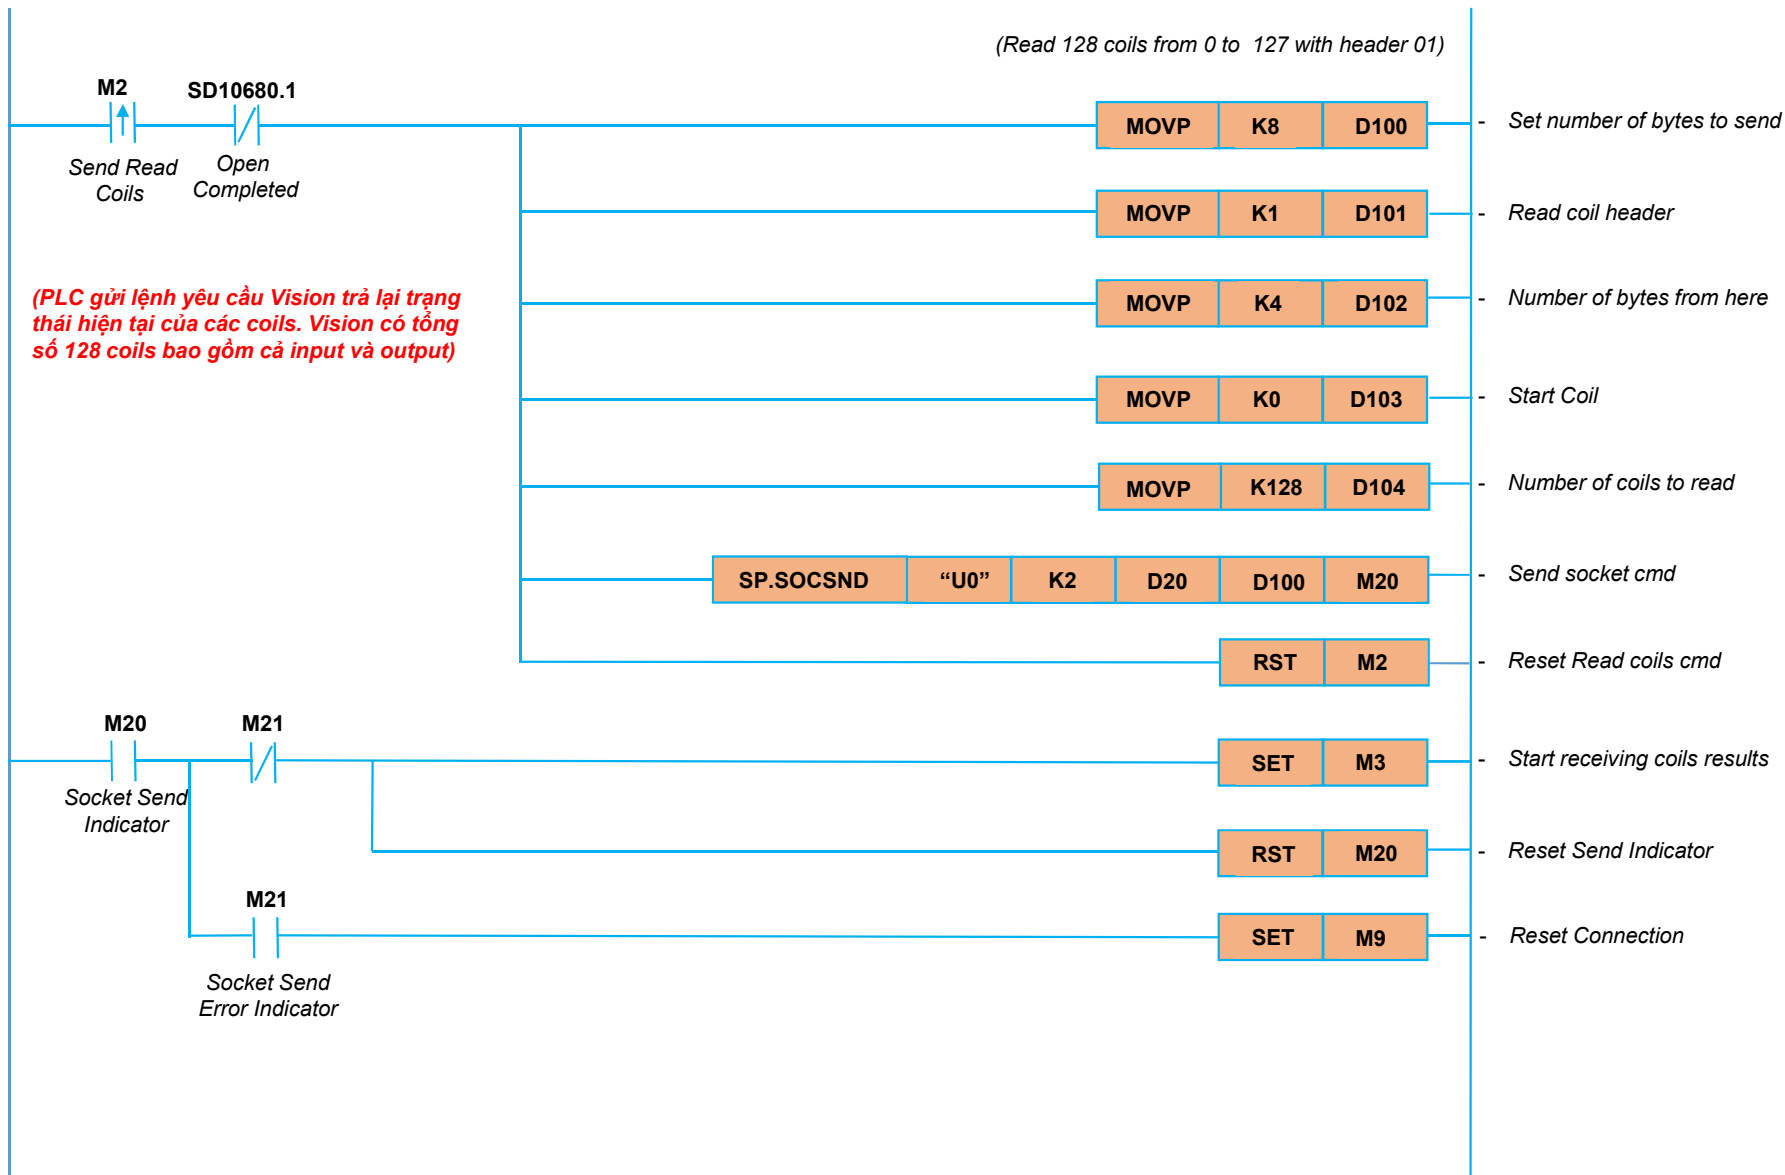 (Read 128 coils from 0 to 127 with header 01)
M2 SD10680.1
MOVP K8 D100 - Set number of bytes to send
Send Read
Coils
Open
Completed
MOVP K1 D101 - Read coil header
(PLC gửi lệnh yêu cầu Vision trả lại trạng
thái hiện tại của các coils. Vision có tổng
số 128 coils bao gồm cả input và output)
MOVP K4 D102 - Number of bytes from here
MOVP K0 D103 - Start Coil
MOVP K128 D104 - Number of coils to read
SP.SOCSND “U0” K2 D20 D100 M20 - Send socket cmd
RST M2 - Reset Read coils cmd
M20 M21
SET M3 - Start receiving coils results
Socket Send
Indicator
RST M20 - Reset Send Indicator
M21
SET M9 - Reset Connection
Socket Send
Error Indicator